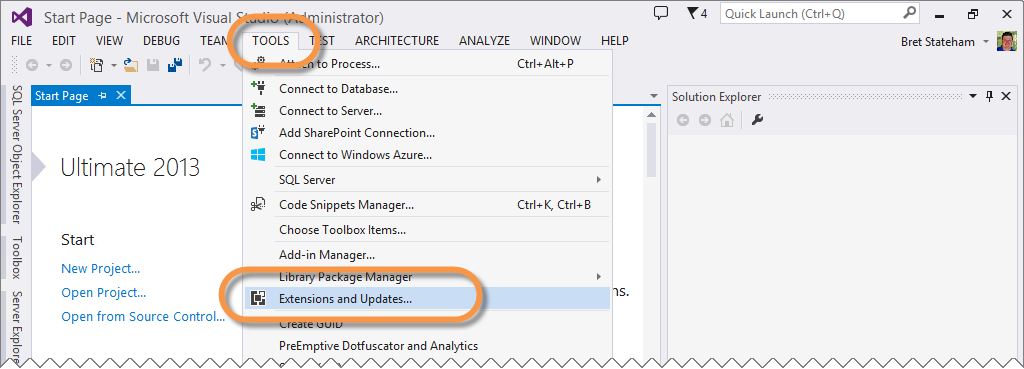 Start Page - Microsoft Visual Studio (Administrator)
4
Quick Launch (Ctrl+Q)
FILE EDIT VIEW DEBUG TEAM TOOLS TEST ARCHITECTURE ANALYZE WINDOW HELP
Bret Stateham
SQL Server Object Explorer
Toolbox
Server Explorer
Start Page
Ultimate 2013
Start
New Project...
Open Project...
Open from Source Control...
Attach to Process... Ctrl+Alt+P
Connect to Database...
Connect to Server...
Add SharePoint Connection...
Connect to Windows Azure...
SQL Server
Code Snippets Manager... Ctrl+K, Ctrl+B
Choose Toolbox Items...
Add-in Manager...
Library Package Manager
Extensions and Updates...
Create GUID
PreEmptive Dotfuscator and Analytics
Solution Explorer